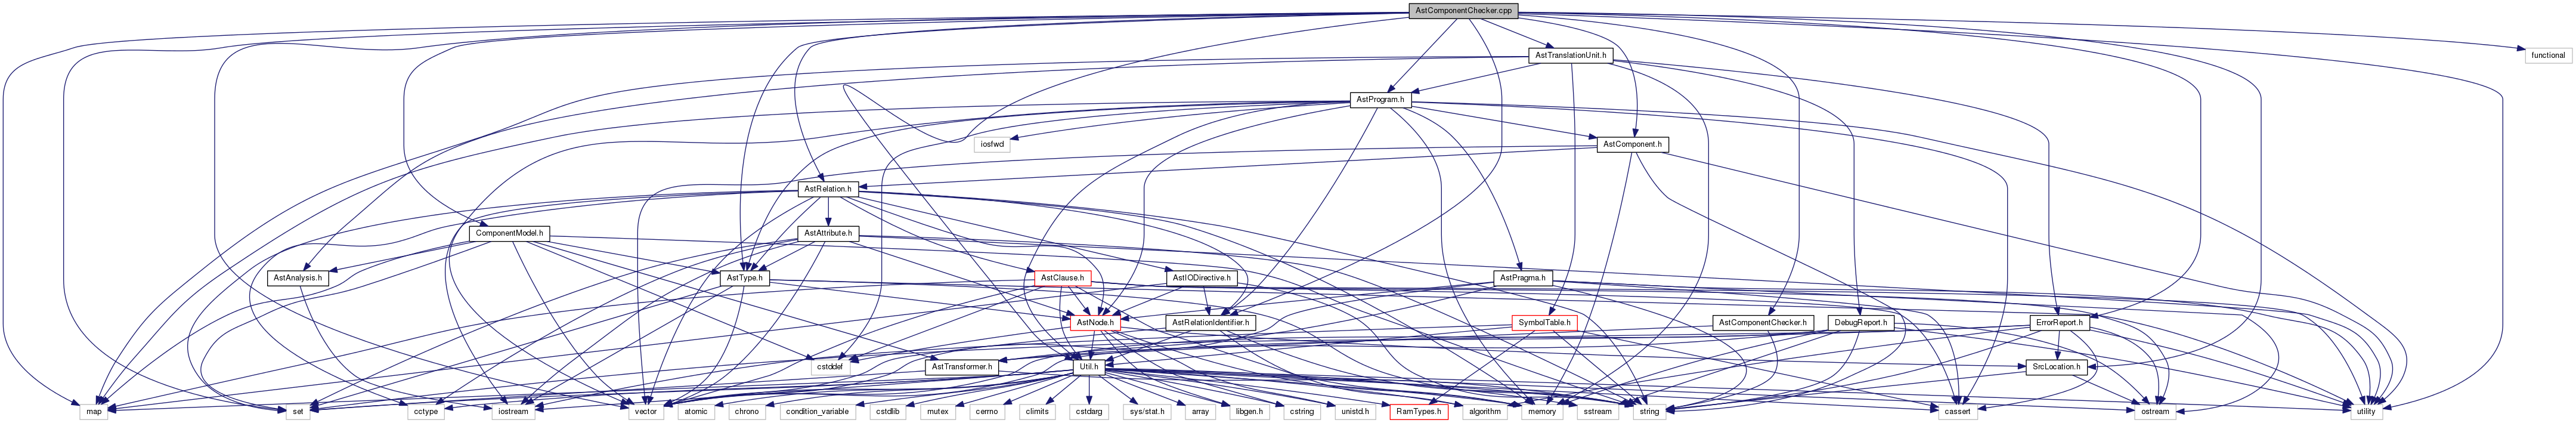 AstComponentChecker.cpp
AstTranslationUnit.h
functional
AstProgram.h
iosfwd
AstComponent.h
AstRelation.h
ComponentModel.h
AstAttribute.h
AstAnalysis.h
AstType.h
AstClause.h
AstIODirective.h
AstPragma.h
AstNode.h
AstRelationIdentifier.h
SymbolTable.h
AstComponentChecker.h
DebugReport.h
ErrorReport.h
cstddef
AstTransformer.h
Util.h
SrcLocation.h
map
set
cctype
iostream
vector
atomic
chrono
condition_variable
cstdlib
mutex
cerrno
climits
cstdarg
sys/stat.h
array
libgen.h
cstring
unistd.h
RamTypes.h
algorithm
memory
sstream
string
cassert
ostream
utility